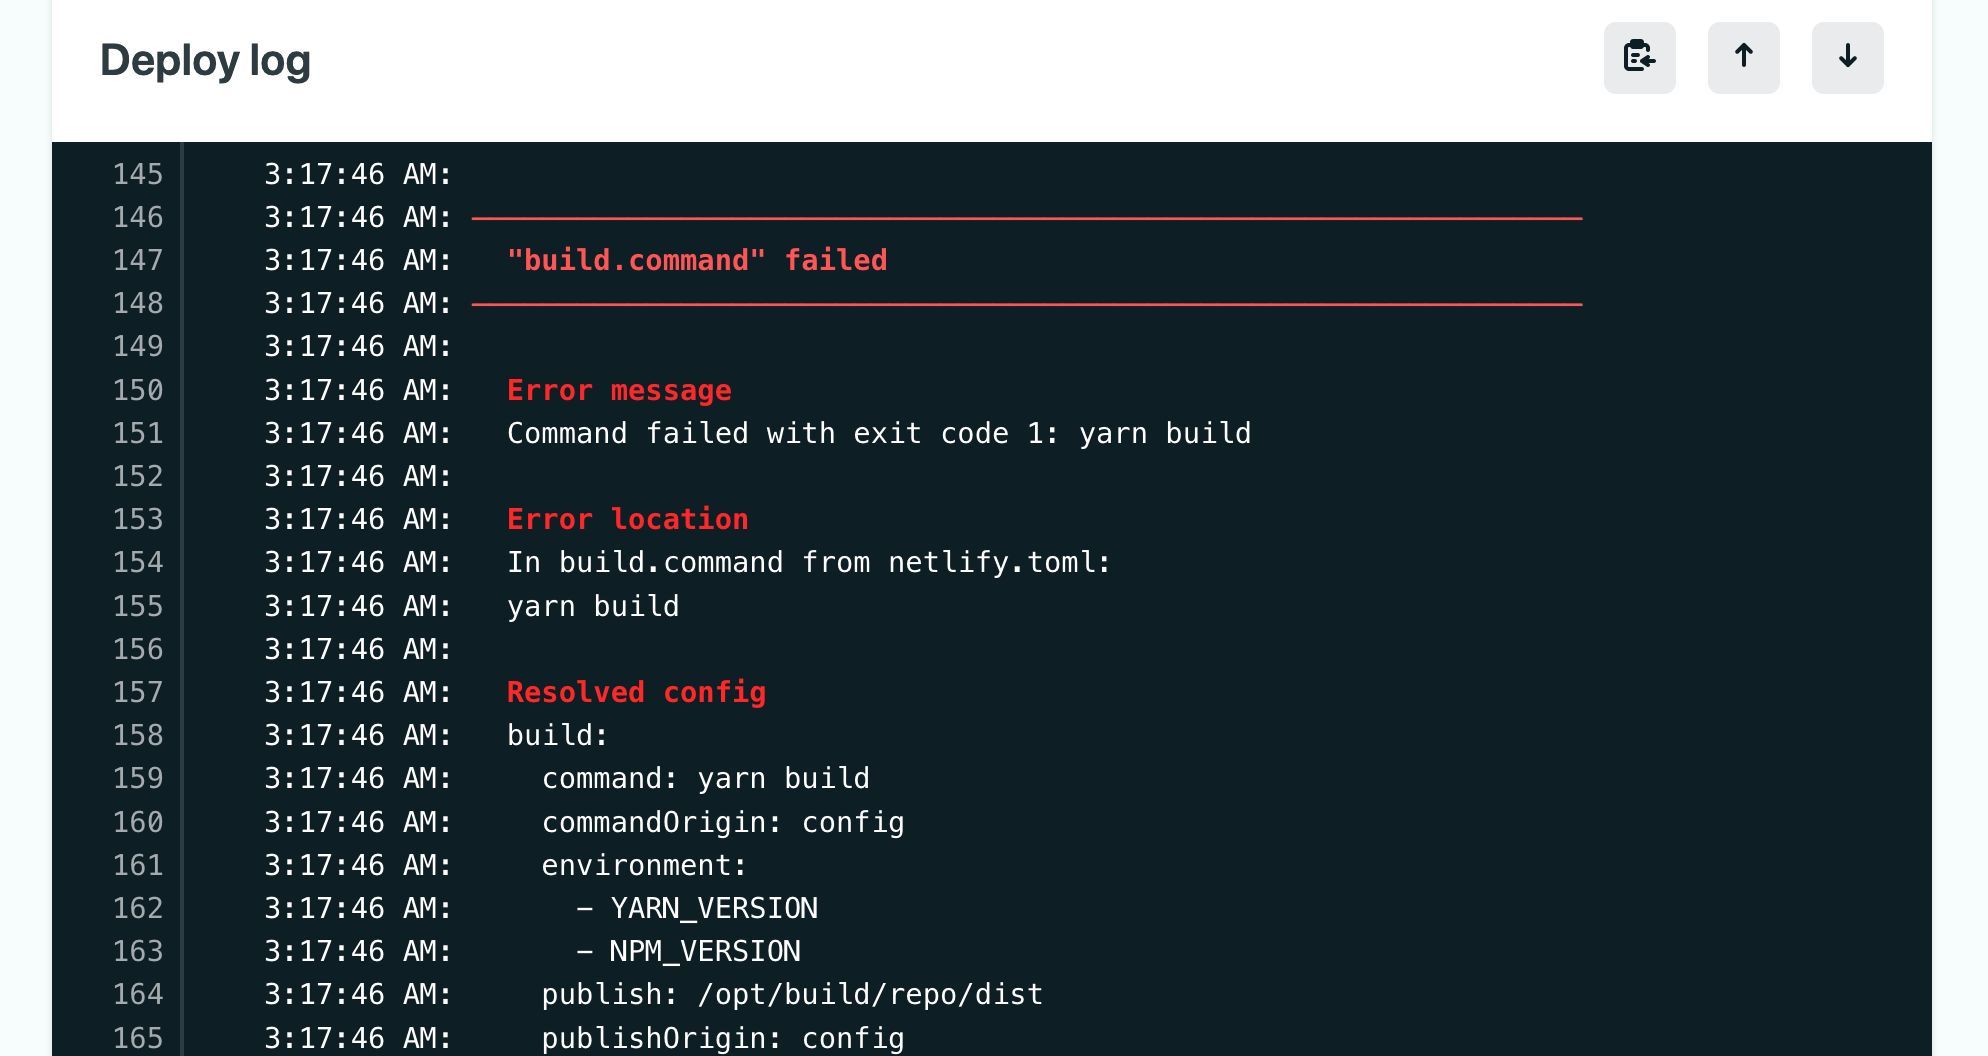 Deploy log
145 3:17:46 AM:
146 3:17:46 AM: ────────────────────────────────────────────────────────────────
147 3:17:46 AM:   "build.command" failed
148 3:17:46 AM: ────────────────────────────────────────────────────────────────
149 3:17:46 AM:
150 3:17:46 AM:   Error message
151 3:17:46 AM:   Command failed with exit code 1: yarn build
152 3:17:46 AM:
153 3:17:46 AM:   Error location
154 3:17:46 AM:   In build.command from netlify.toml:
155 3:17:46 AM:   yarn build
156 3:17:46 AM:
157 3:17:46 AM:   Resolved config
158 3:17:46 AM:   build:
159 3:17:46 AM:     command: yarn build
160 3:17:46 AM:     commandOrigin: config
161 3:17:46 AM:     environment:
162 3:17:46 AM:       - YARN_VERSION
163 3:17:46 AM:       - NPM_VERSION
164 3:17:46 AM:     publish: /opt/build/repo/dist
165 3:17:46 AM:     publishOrigin: config